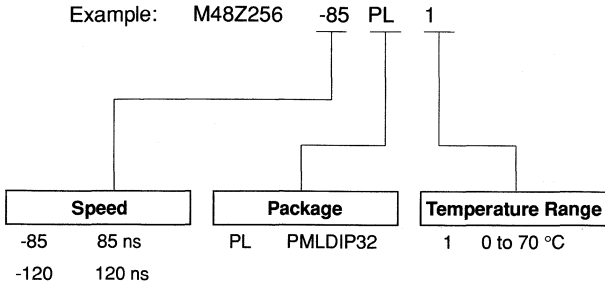 Example: M48Z256 -85 PL 1
Speed Package Temperature Range
-85 85 ns PL PMLDIP32 1 0 to 70 °C
-120 120 ns